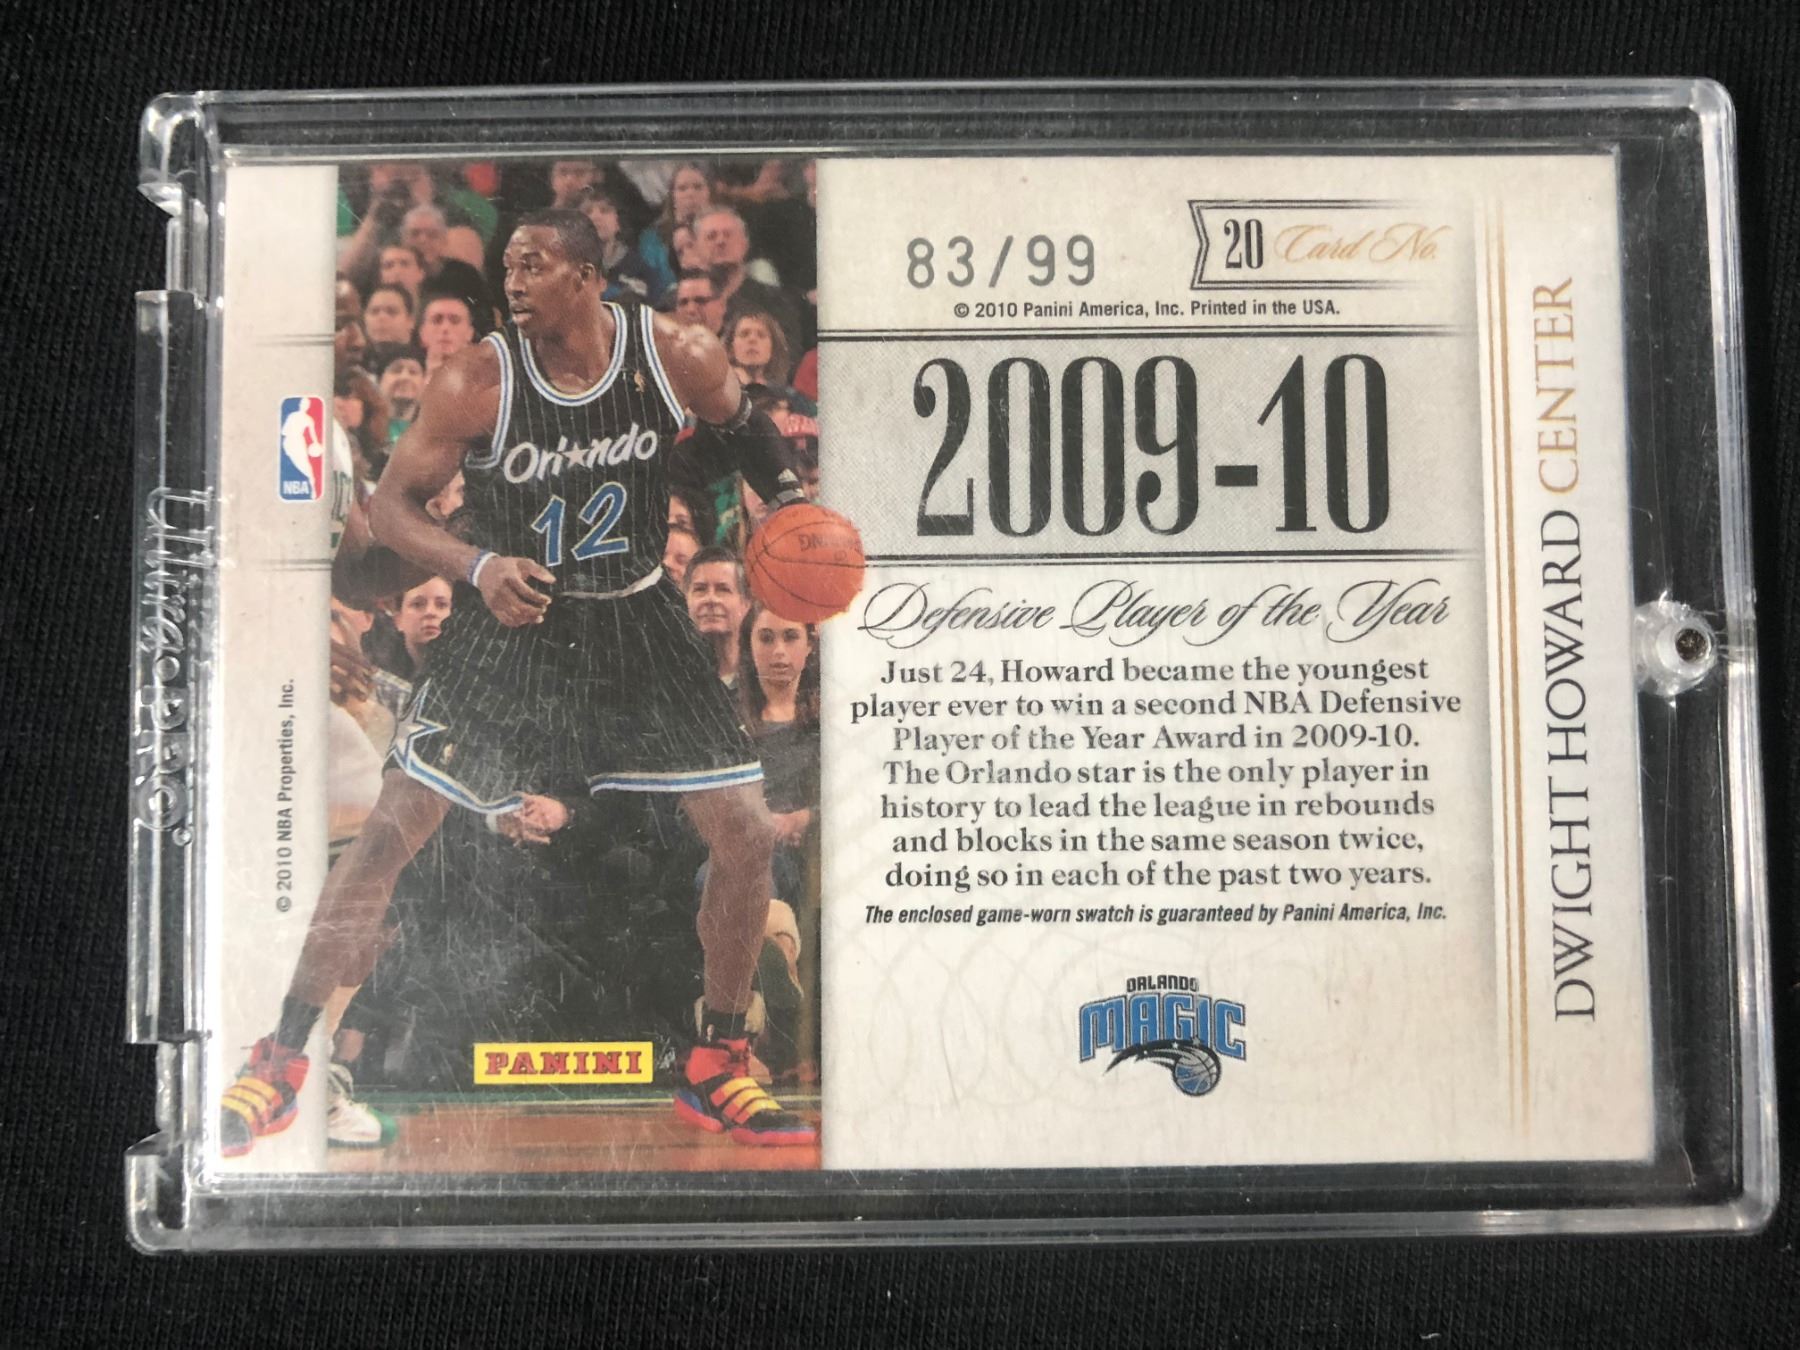 83/99
20 Card No.
© 2010 Panini America, Inc. Printed in the USA.
2009-10
Defensive Player of the Year
Just 24, Howard became the youngest
player ever to win a second NBA Defensive
Player of the Year Award in 2009-10.
The Orlando star is the only player in
history to lead the league in rebounds
and blocks in the same season twice,
doing so in each of the past two years.
The enclosed game-worn swatch is guaranteed by Panini America, Inc.
ORLANDO
MAGIC
DWIGHT HOWARD CENTER
NBA
© 2010 NBA Properties, Inc.
Orlando
12
PANINI